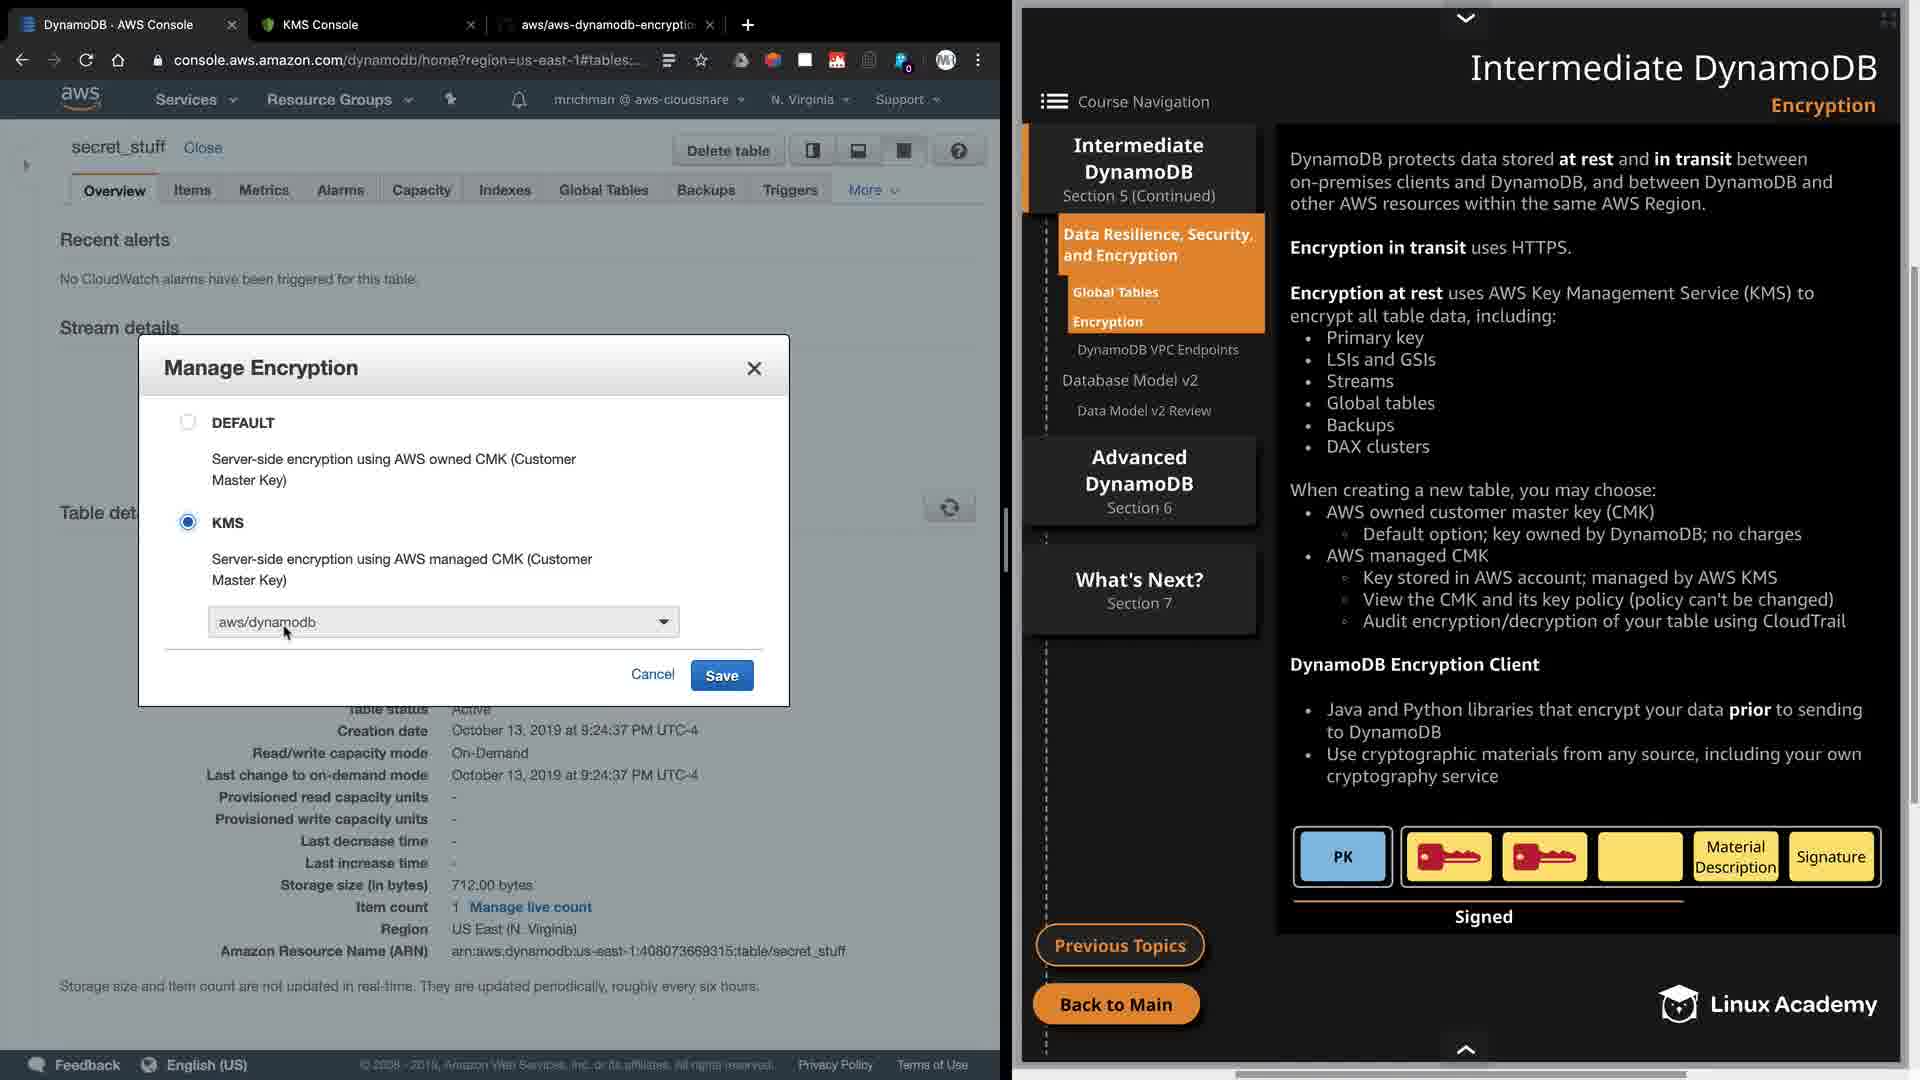 DynamoDB · AWS Console
KMS Console
aws/aws-dynamodb-encryptio
console.aws.amazon.com/dynamodb/home?region=us-east-1#tables:...
0
aws
Services
Resource Groups
mrichman @ aws-cloudshare
N. Virginia
Support
secret_stuff
Close
Delete table
Overview
Items
Metrics
Alarms
Capacity
Indexes
Global Tables
Backups
Triggers
More
Recent alerts
No CloudWatch alarms have been triggered for this table.
Stream details
Manage Encryption
DEFAULT
Server-side encryption using AWS owned CMK (Customer
Master Key)
KMS
Server-side encryption using AWS managed CMK (Customer
Master Key)
aws/dynamodb
Cancel
Save
Table det
Table status Active
Creation date October 13, 2019 at 9:24:37 PM UTC-4
Read/write capacity mode On-Demand
Last change to on-demand mode October 13, 2019 at 9:24:37 PM UTC-4
Provisioned read capacity units -
Provisioned write capacity units -
Last decrease time -
Last increase time -
Storage size (in bytes) 712.00 bytes
Item count 1 Manage live count
Region US East (N. Virginia)
Amazon Resource Name (ARN) arn:aws:dynamodb:us-east-1:408073669315:table/secret_stuff
Storage size and item count are not updated in real-time. They are updated periodically, roughly every six hours.
Feedback
English (US)
© 2008 - 2019, Amazon Web Services, Inc. or its affiliates. All rights reserved.
Privacy Policy
Terms of Use
Intermediate DynamoDB
Encryption
Course Navigation
Intermediate
DynamoDB
Section 5 (Continued)
Data Resilience, Security,
and Encryption
Global Tables
Encryption
DynamoDB VPC Endpoints
Database Model v2
Data Model v2 Review
Advanced
DynamoDB
Section 6
What's Next?
Section 7
Previous Topics
Back to Main
DynamoDB protects data stored at rest and in transit between
on-premises clients and DynamoDB, and between DynamoDB and
other AWS resources within the same AWS Region.
Encryption in transit uses HTTPS.
Encryption at rest uses AWS Key Management Service (KMS) to
encrypt all table data, including:
• Primary key
• LSIs and GSIs
• Streams
• Global tables
• Backups
• DAX clusters
When creating a new table, you may choose:
• AWS owned customer master key (CMK)
◦ Default option; key owned by DynamoDB; no charges
• AWS managed CMK
◦ Key stored in AWS account; managed by AWS KMS
◦ View the CMK and its key policy (policy can't be changed)
◦ Audit encryption/decryption of your table using CloudTrail
DynamoDB Encryption Client
• Java and Python libraries that encrypt your data prior to sending
to DynamoDB
• Use cryptographic materials from any source, including your own
cryptography service
PK
Material
Description
Signature
Signed
Linux Academy